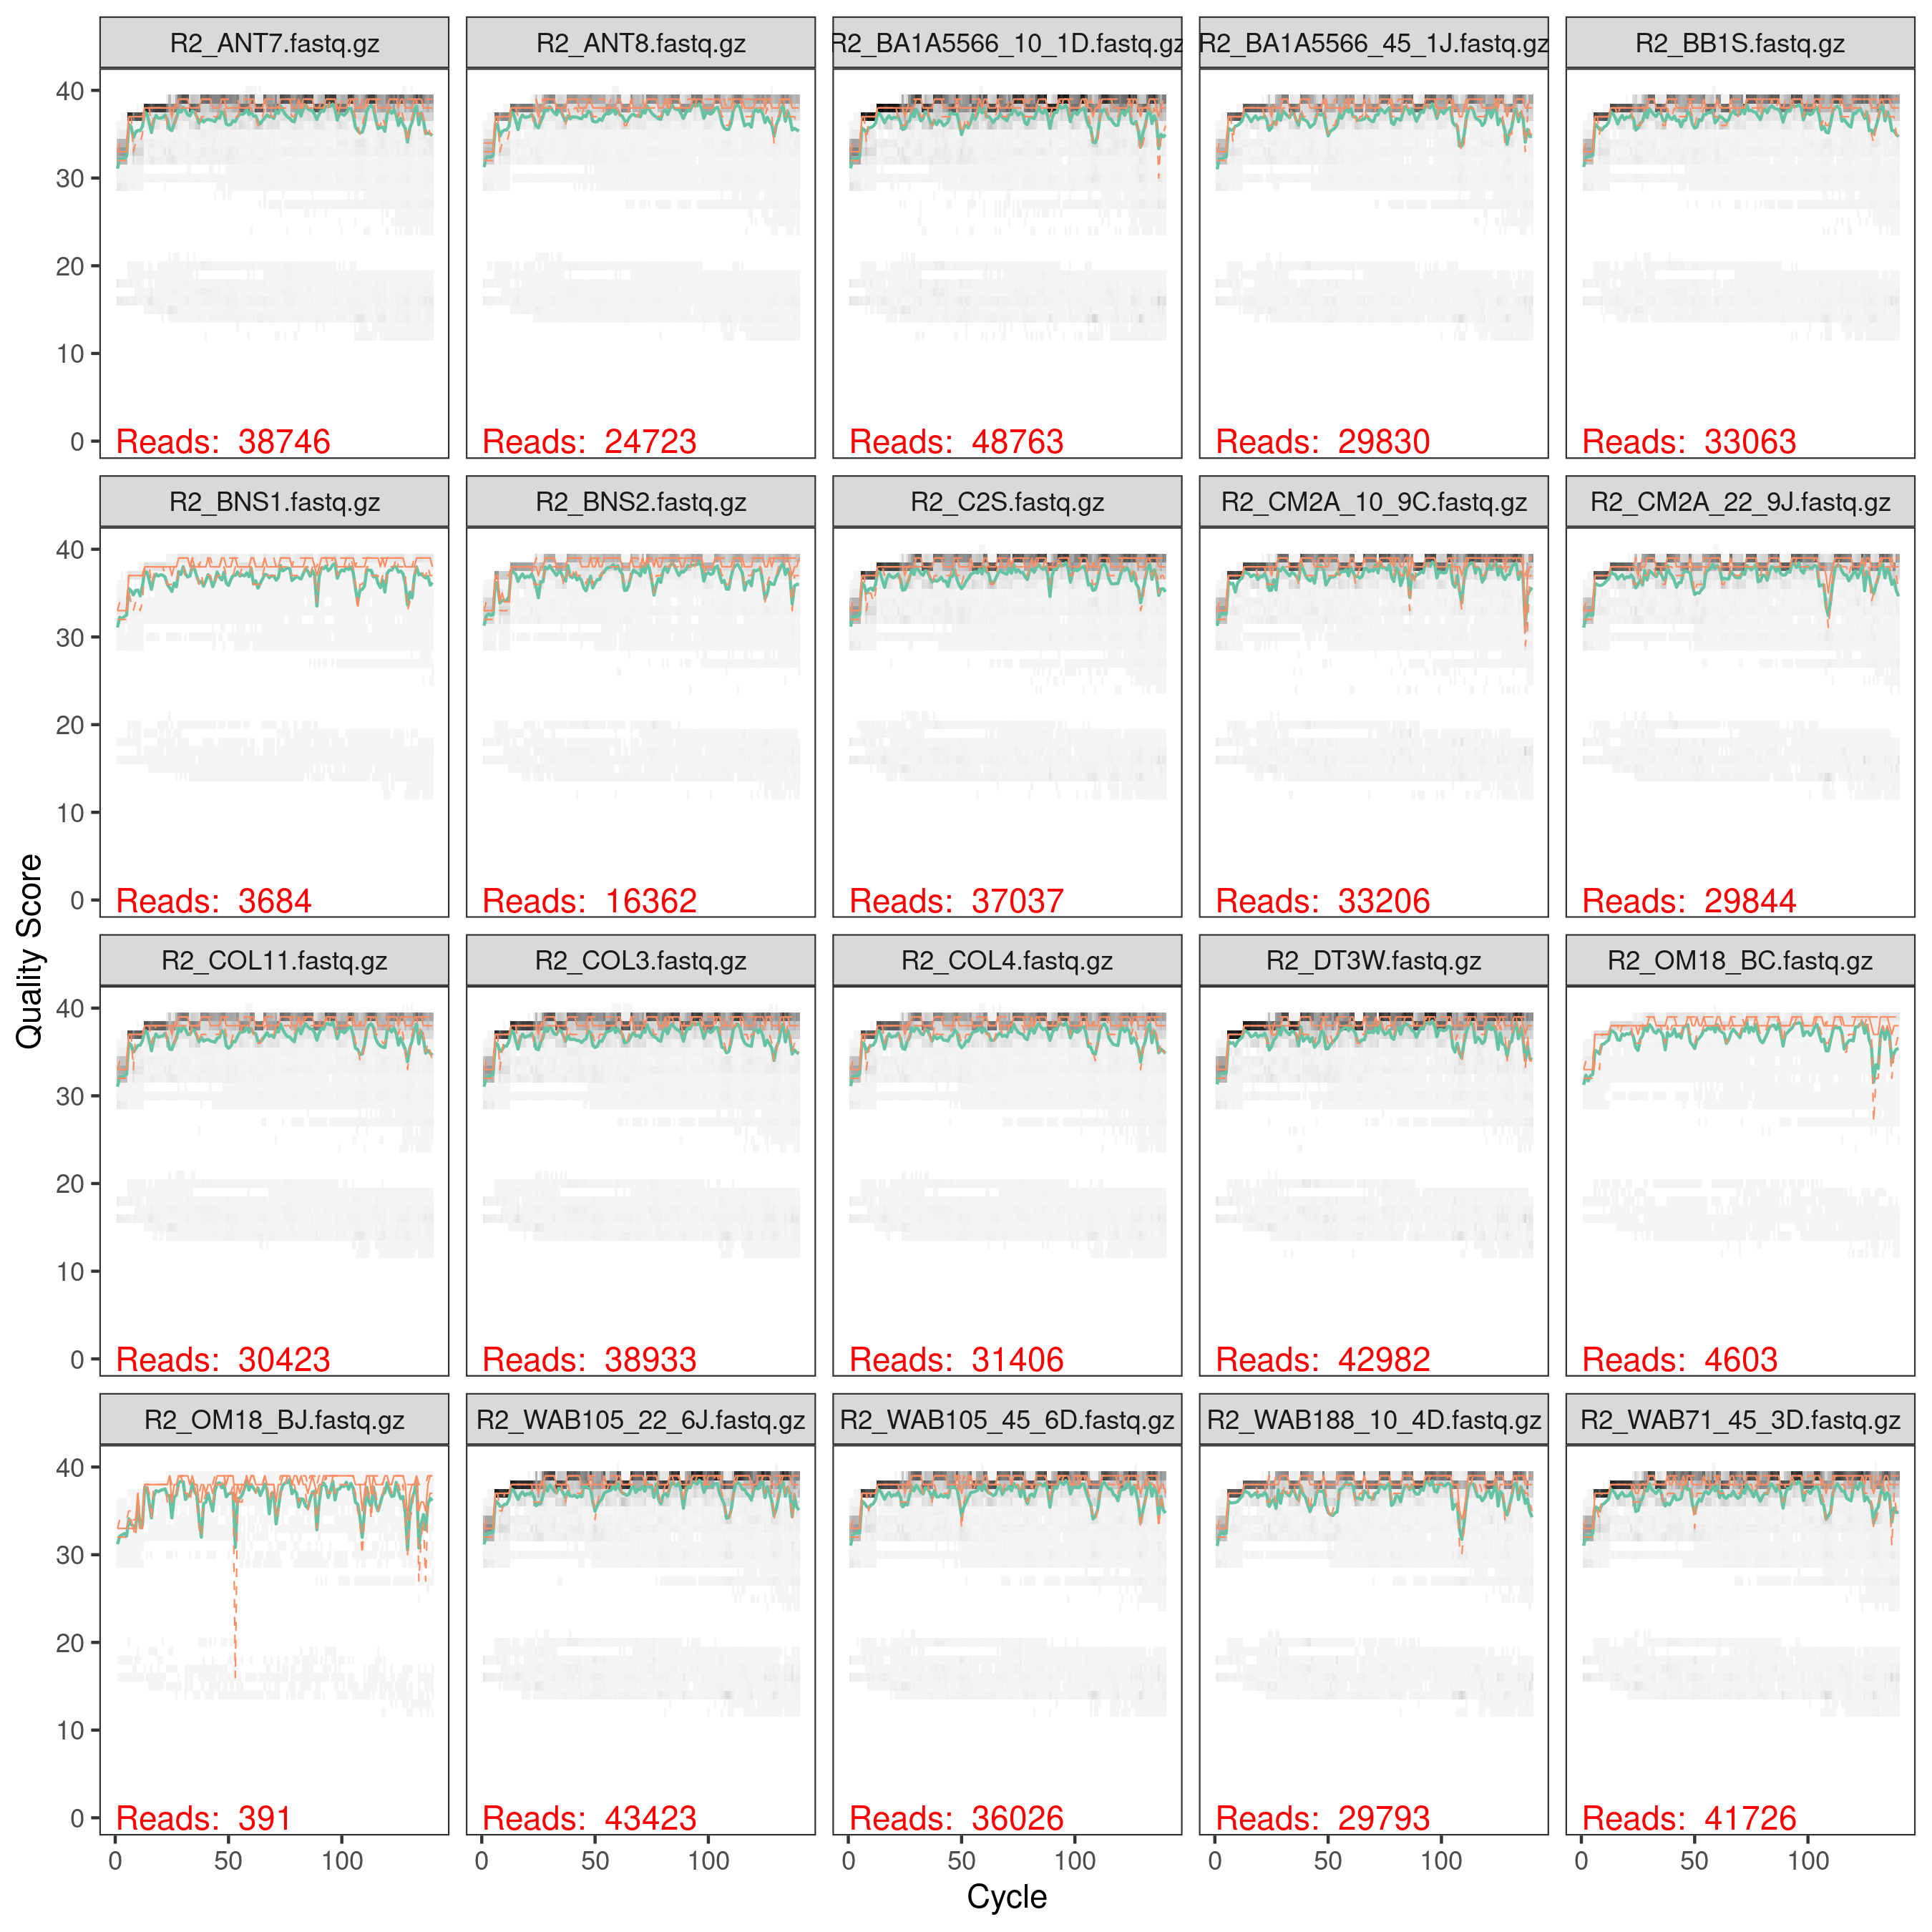 R2_ANT7.fastq.gz R2_ANT8.fastq.gz R2_BA1A5566_10_1D.fastq.gz R2_BA1A5566_45_1J.fastq.gz R2_BB1S.fastq.gz
40
30
20
10
0
Reads: 38746 Reads: 24723 Reads: 48763 Reads: 29830 Reads: 33063
R2_BNS1.fastq.gz R2_BNS2.fastq.gz R2_C2S.fastq.gz R2_CM2A_10_9C.fastq.gz R2_CM2A_22_9J.fastq.gz
40
30
20
10
0
Reads: 3684 Reads: 16362 Reads: 37037 Reads: 33206 Reads: 29844
Quality Score
R2_COL11.fastq.gz R2_COL3.fastq.gz R2_COL4.fastq.gz R2_DT3W.fastq.gz R2_OM18_BC.fastq.gz
40
30
20
10
0
Reads: 30423 Reads: 38933 Reads: 31406 Reads: 42982 Reads: 4603
R2_OM18_BJ.fastq.gz R2_WAB105_22_6J.fastq.gz R2_WAB105_45_6D.fastq.gz R2_WAB188_10_4D.fastq.gz R2_WAB71_45_3D.fastq.gz
40
30
20
10
0
Reads: 391 Reads: 43423 Reads: 36026 Reads: 29793 Reads: 41726
0 50 100 0 50 100 0 50 100 0 50 100 0 50 100
Cycle